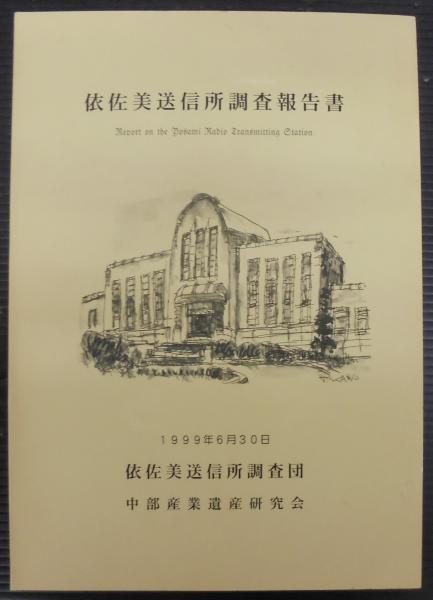 依佐美送信所調査報告書
Report on the Yosami Radio Transmitting Station
1999年6月30日
依佐美送信所調査団
中部産業遺産研究会